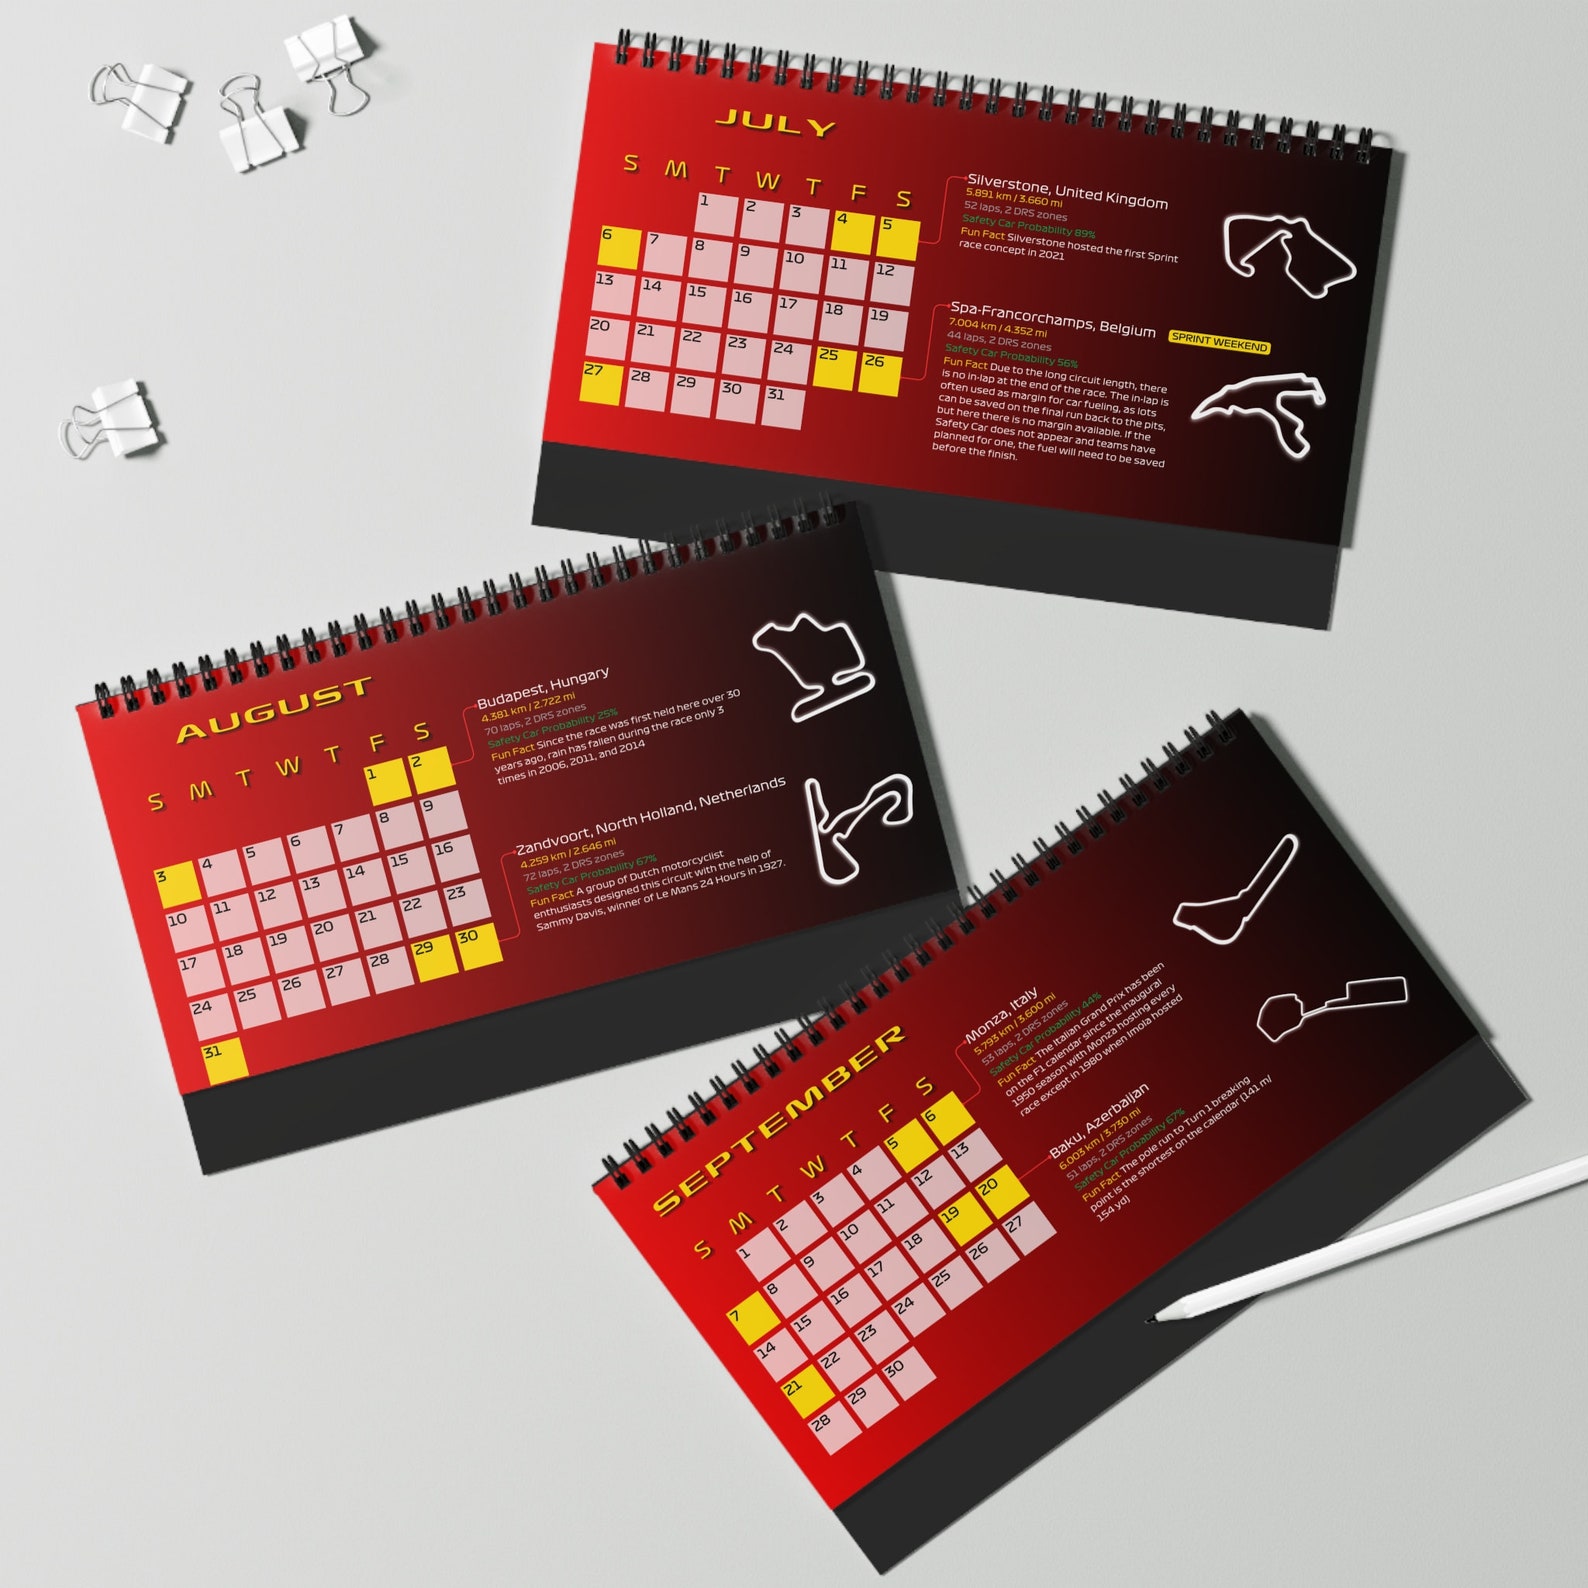 JULY
S M T W T F S
1 2 3 4 5
6 7 8 9 10 11 12
13 14 15 16 17 18 19
20 21 22 23 24 25 26
27 28 29 30 31
Silverstone, United Kingdom
5.891 km / 3.660 mi
52 laps, 2 DRS zones
Safety Car Probability 89%
Fun Fact Silverstone hosted the first Sprint
race concept in 2021
Spa-Francorchamps, Belgium SPRINT WEEKEND
7.004 km / 4.352 mi
44 laps, 2 DRS zones
Safety Car Probability 56%
Fun Fact Due to the long circuit length, there
is no in-lap at the end of the race. The in-lap is
often used as margin for car fueling, as lots
can be saved on the final run back to the pits,
but here there is no margin available. If the
Safety Car does not appear and teams have
planned for one, the fuel will need to be saved
before the finish.
AUGUST
S M T W T F S
1 2
3 4 5 6 7 8 9
10 11 12 13 14 15 16
17 18 19 20 21 22 23
24 25 26 27 28 29 30
31
Budapest, Hungary
4.381 km / 2.722 mi
70 laps, 2 DRS zones
Safety Car Probability 25%
Fun Fact Since the race was first held here over 30
years ago, rain has fallen during the race only 3
times in 2006, 2011, and 2014
Zandvoort, North Holland, Netherlands
4.259 km / 2.646 mi
72 laps, 2 DRS zones
Safety Car Probability 67%
Fun Fact A group of Dutch motorcyclist
enthusiasts designed this circuit with the help of
Sammy Davis, winner of Le Mans 24 Hours in 1927.
SEPTEMBER
S M T W T F S
1 2 3 4 5 6
7 8 9 10 11 12 13
14 15 16 17 18 19 20
21 22 23 24 25 26 27
28 29 30
Monza, Italy
5.793 km / 3.600 mi
53 laps, 2 DRS zones
Safety Car Probability 44%
Fun Fact The Italian Grand Prix has been
on the F1 calendar since the inaugural
1950 season with Monza hosting every
race except in 1980 when Imola hosted
Baku, Azerbaijan
6.003 km / 3.730 mi
51 laps, 2 DRS zones
Safety Car Probability 67%
Fun Fact The pole run to Turn 1 breaking
point is the shortest on the calendar (141 m/
154 yd)